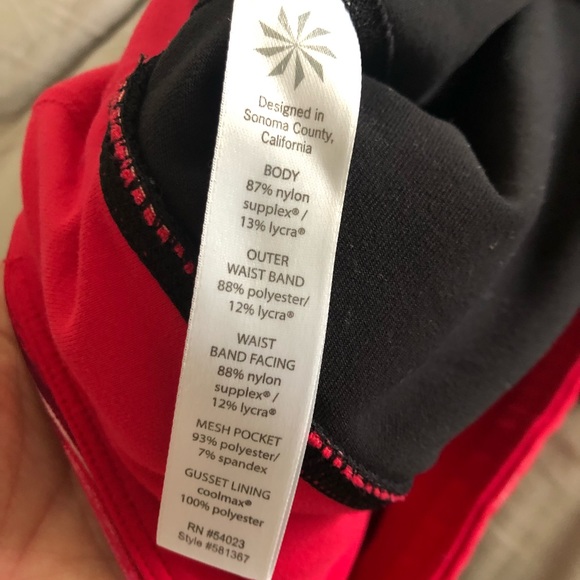 Designed in
Sonoma County,
California
BODY
87% nylon
supplex® /
13% lycra®
OUTER
WAIST BAND
88% polyester/
12% lycra®
WAIST
BAND FACING
88% nylon
supplex® /
12% lycra®
MESH POCKET
93% polyester/
7% spandex
GUSSET LINING
coolmax®
100% polyester
RN #54023
Style #581367